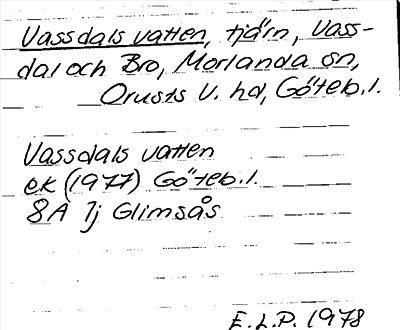 Vassdals vatten, tjärn, Vass-
dal och Bro, Morlanda sn,
Orusts V. hd, Göteb. l.
Vassdals vatten
ek (1977) Göteb. l.
8A 7j Glimsås
E.L.P. 1978